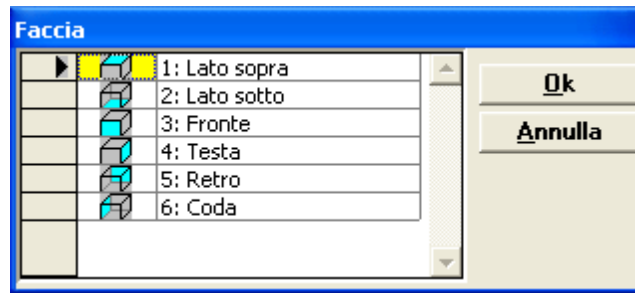 Faccia
1: Lato sopra
2: Lato sotto
3: Fronte
4: Testa
5: Retro
6: Coda
Ok
Annulla